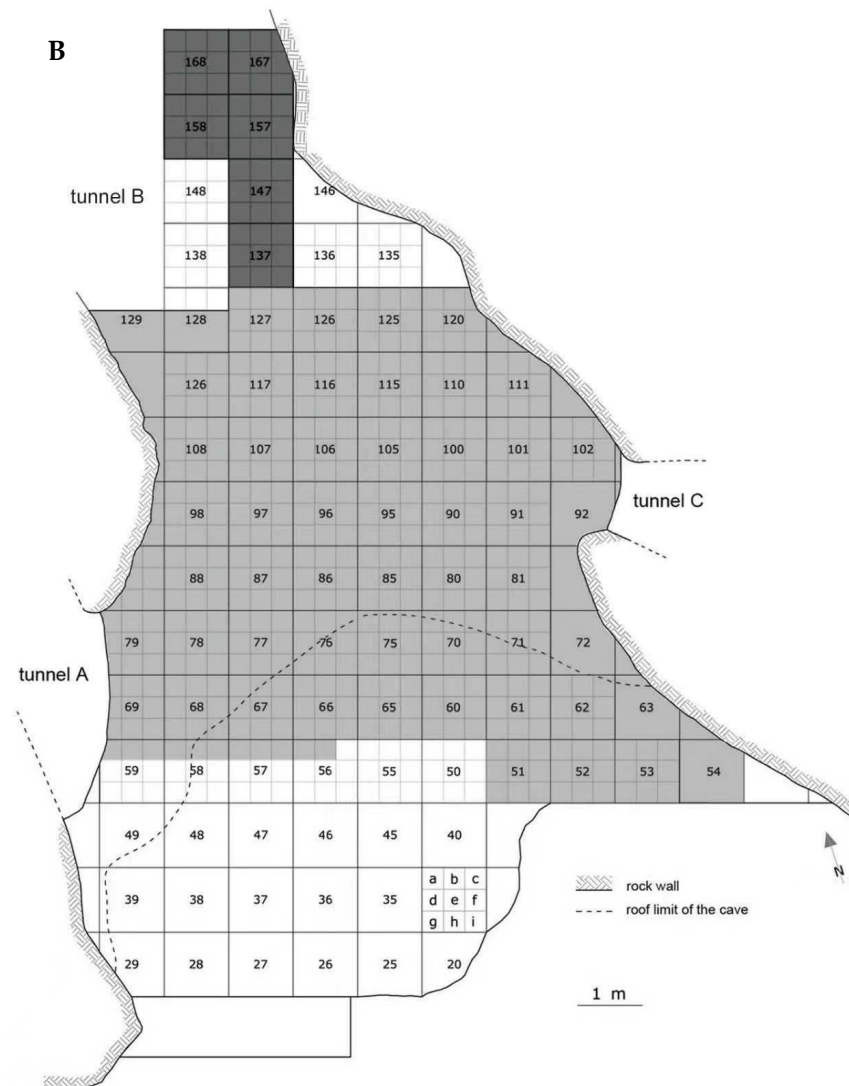 B
168 167
158 157
tunnel B
148 147 146
138 137 136 135
129 128 127 126 125 120
126 117 116 115 110 111
108 107 106 105 100 101 102
tunnel C
98 97 96 95 90 91 92
88 87 86 85 80 81
79 78 77 76 75 70 71 72
tunnel A
69 68 67 66 65 60 61 62 63
59 58 57 56 55 50 51 52 53 54
49 48 47 46 45 40
a b c
39 38 37 36 35 d e f
g h i
29 28 27 26 25 20
N
rock wall
roof limit of the cave
1 m